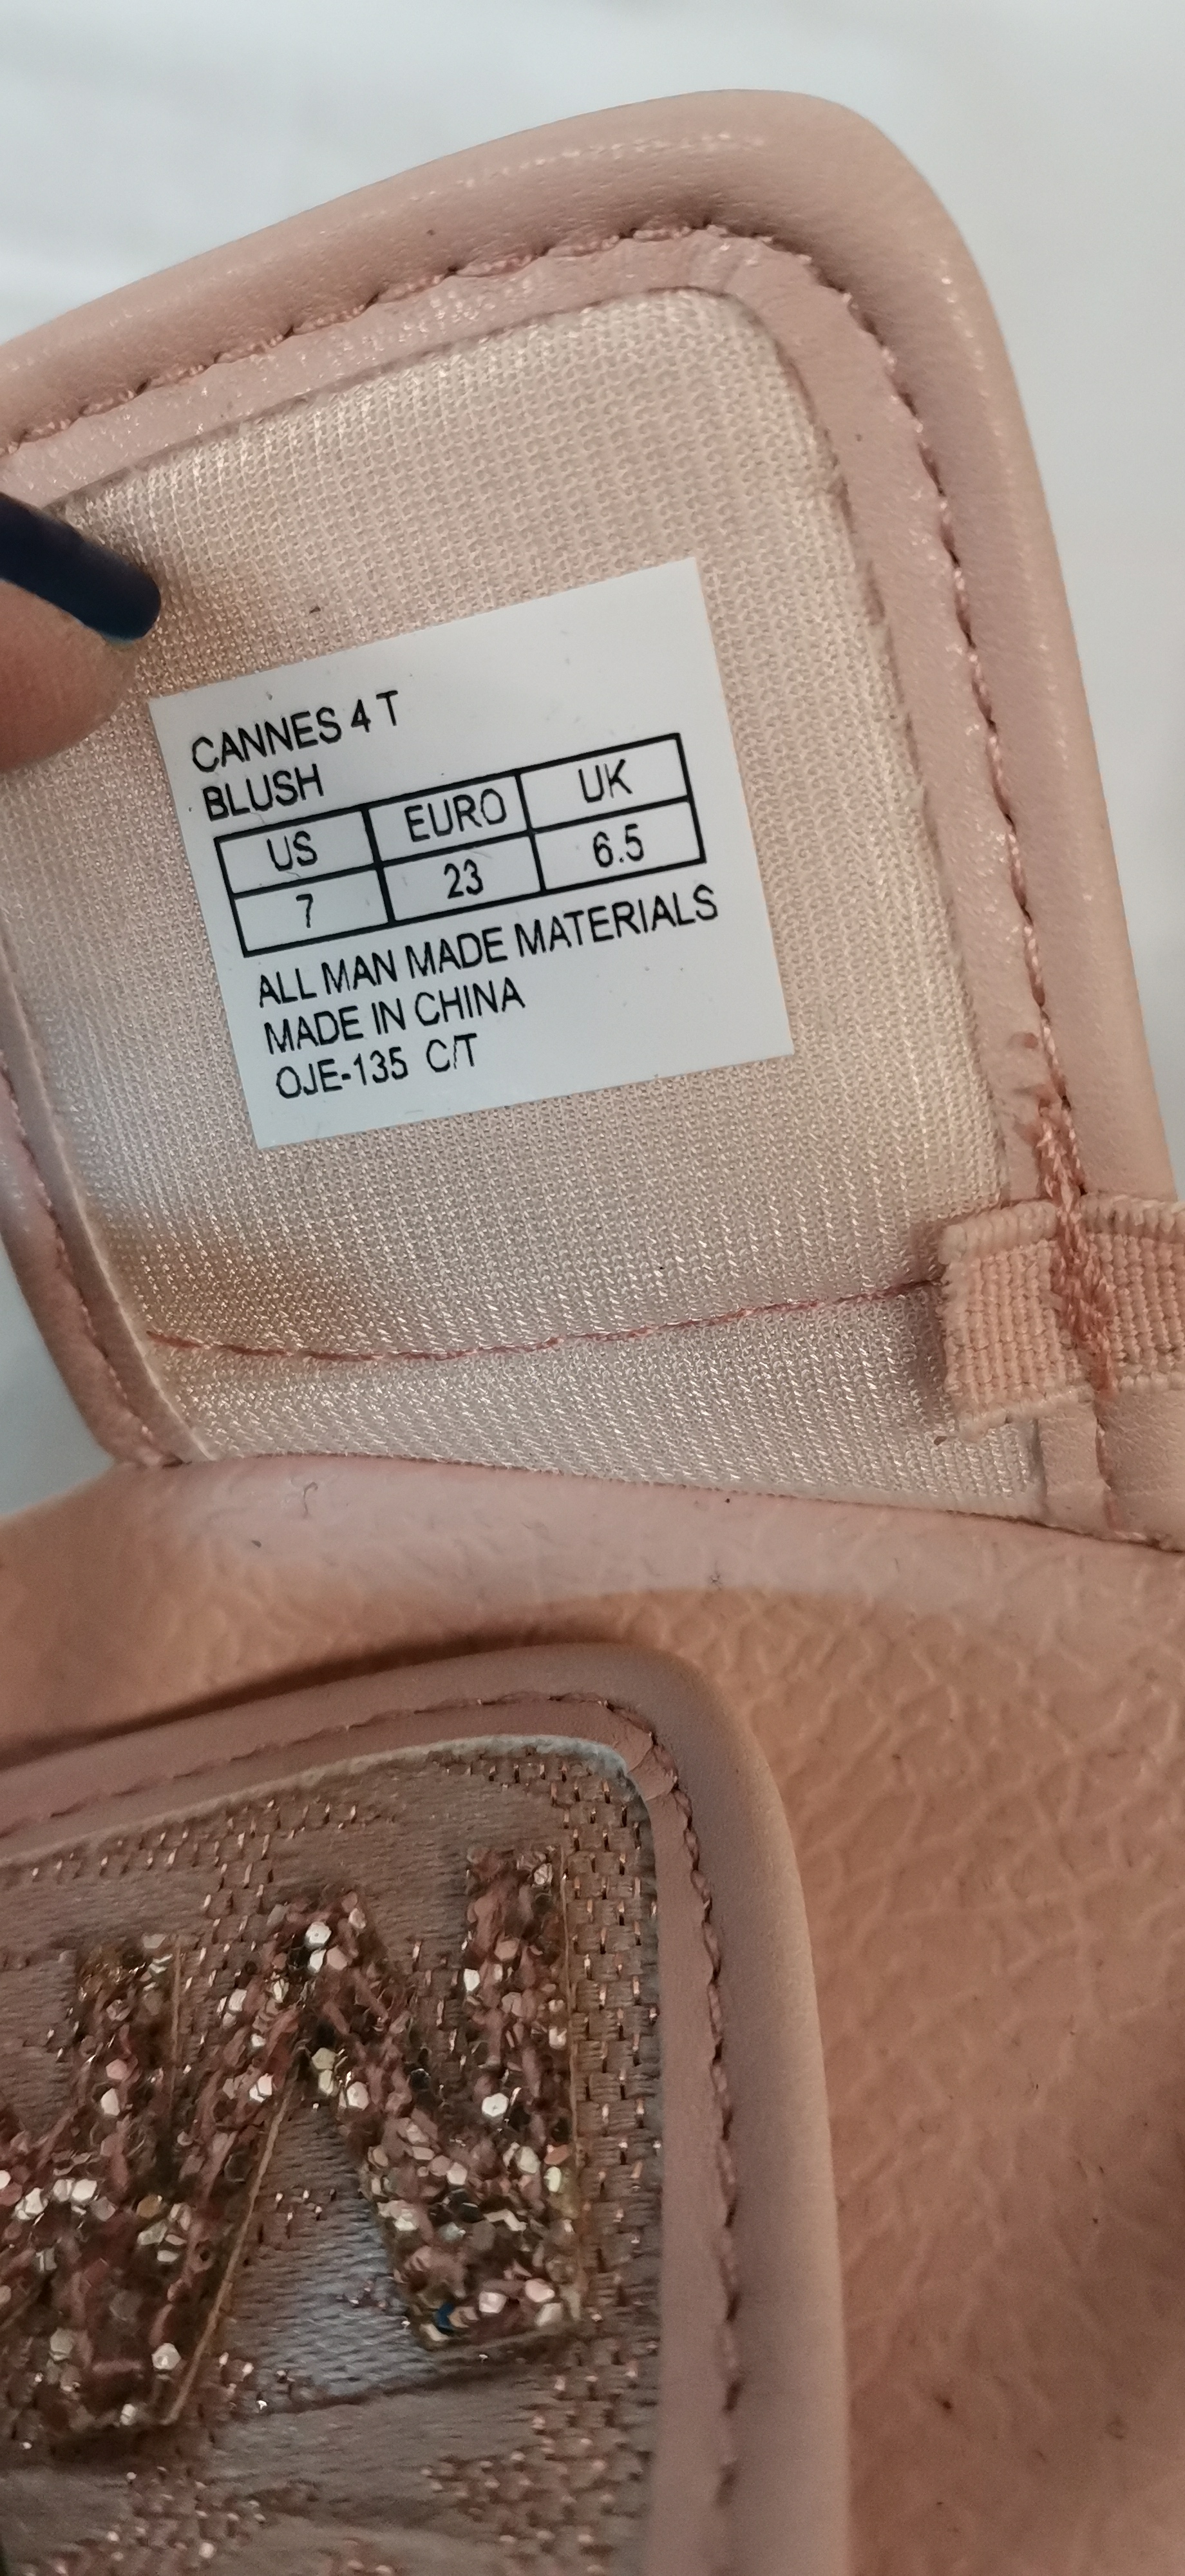 CANNES 4 T
BLUSH
US EURO UK
7 23 6.5
ALL MAN MADE MATERIALS
MADE IN CHINA
OJE-135 C/T